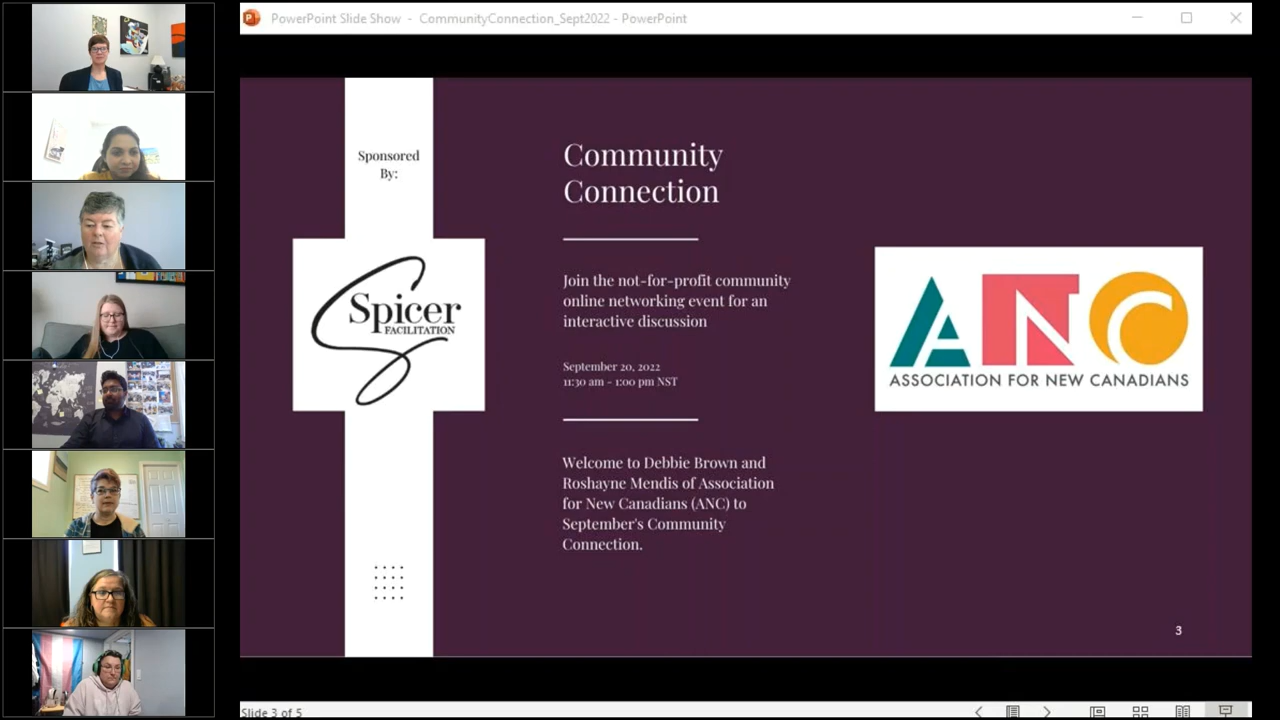 PowerPoint Slide Show - CommunityConnection_Sept2022 - PowerPoint
Sponsored
By:
Spicer
FACILITATION
Community
Connection
Join the not-for-profit community
online networking event for an
interactive discussion
September 20, 2022
11:30 am - 1:00 pm NST
Welcome to Debbie Brown and
Roshayne Mendis of Association
for New Canadians (ANC) to
September's Community
Connection.
ANC
ASSOCIATION FOR NEW CANADIANS
3
Slide 3 of 5